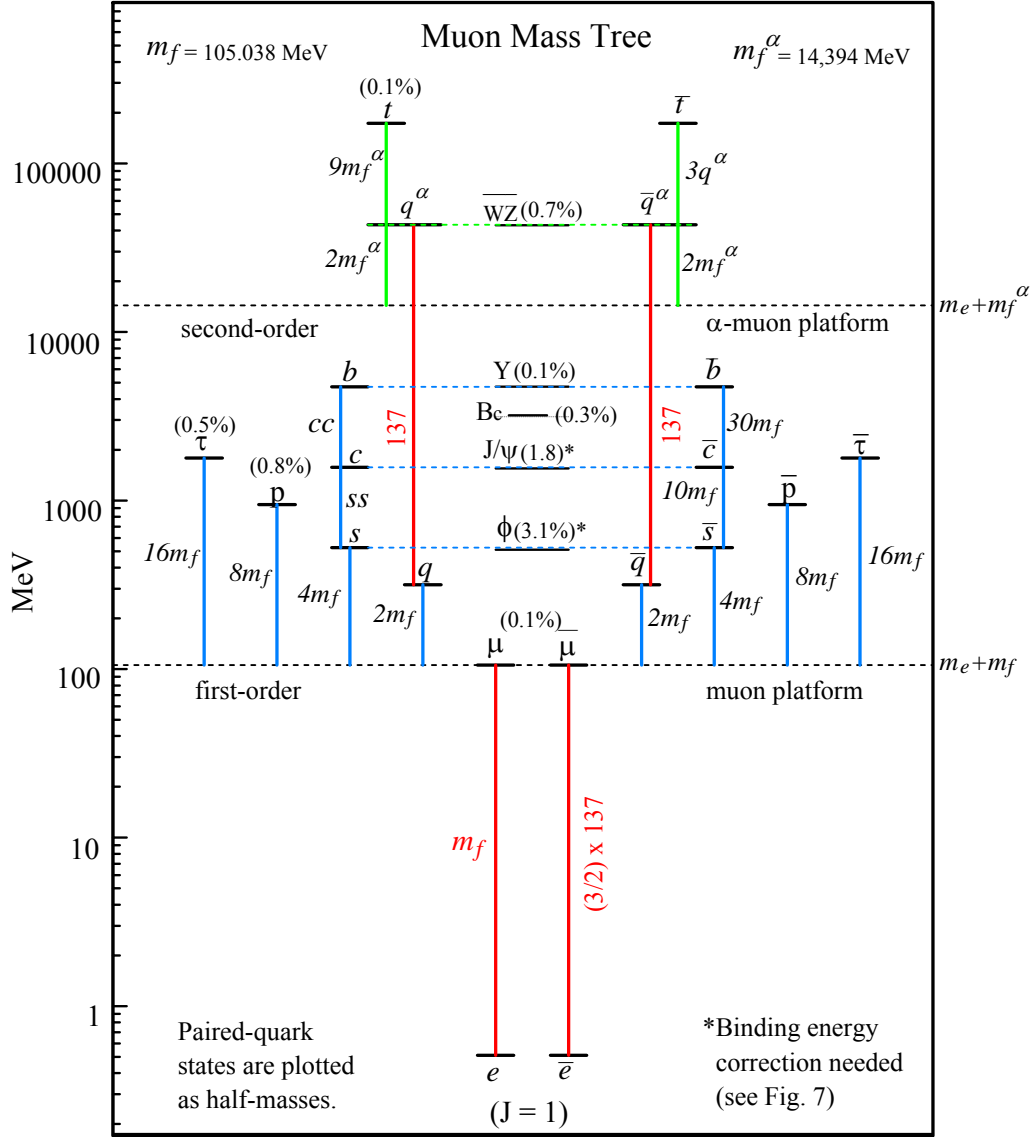 Muon Mass Tree
m_f = 105.038 MeV
m_f^α = 14,394 MeV
(0.1%)
t
t̅
100000
9m_f^α
3q^α
q^α
W̅Z̅ (0.7%)
q̅^α
2m_f^α
2m_f^α
m_e+m_f^α
second-order
α-muon platform
10000
b
Υ (0.1%)
b̅
cc
137
B_c (0.3%)
137
30m_f
(0.5%)
τ
c
J/ψ (1.8)*
c̅
τ̅
(0.8%)
p
ss
10m_f
p̅
1000
s
ϕ (3.1%)*
s̅
16m_f
8m_f
4m_f
q
q̅
2m_f
2m_f
4m_f
8m_f
16m_f
MeV
(0.1%)
μ
μ̅
100
m_e+m_f
first-order
muon platform
10
m_f
(3/2) x 137
1
Paired-quark
states are plotted
as half-masses.
e
e̅
(J = 1)
*Binding energy
correction needed
(see Fig. 7)